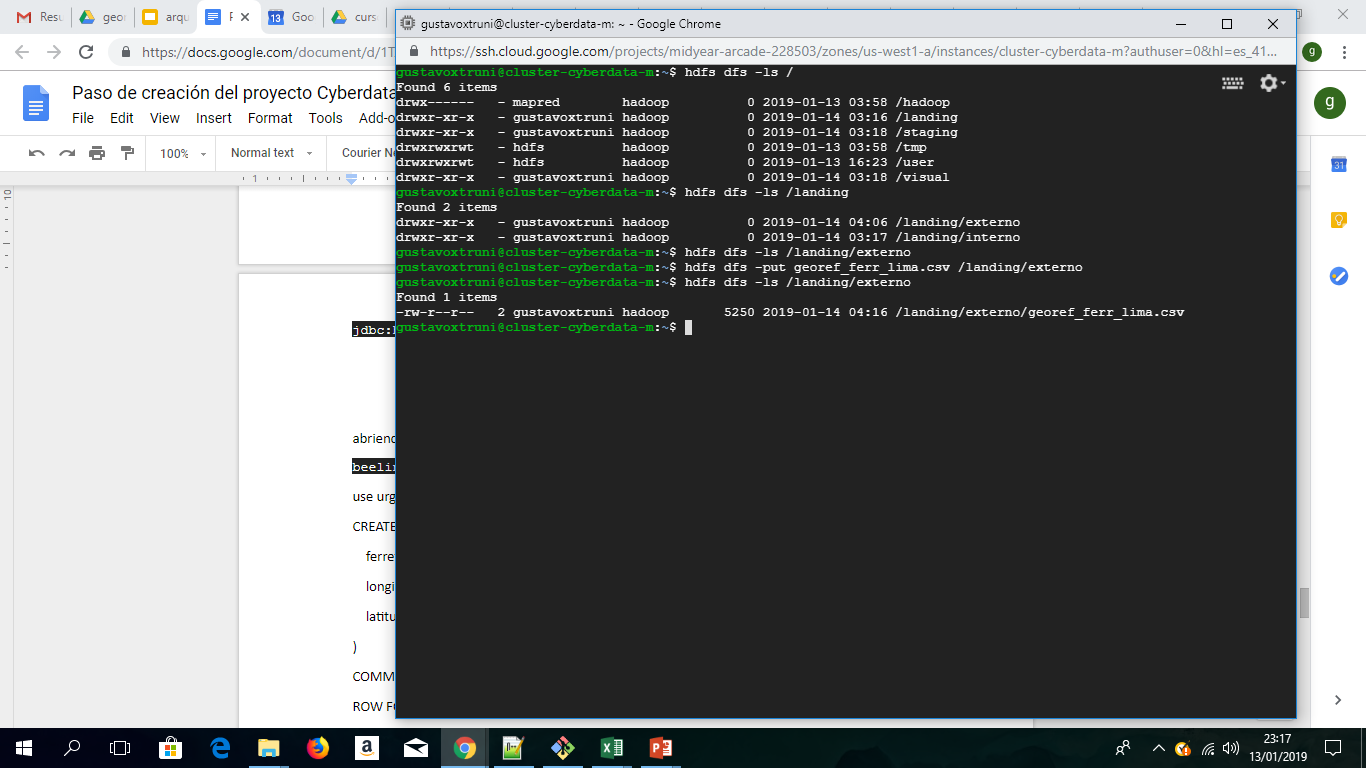 Resu
geor
arqu
P
Goo
curs
gustavoxtruni@cluster-cyberdata-m: ~ - Google Chrome
https://docs.google.com/document/d/1T
https://ssh.cloud.google.com/projects/midyear-arcade-228503/zones/us-west1-a/instances/cluster-cyberdata-m?authuser=0&hl=es_41...
g
Paso de creación del proyecto Cyberdata
File Edit View Insert Format Tools Add-o
g
100% Normal text Courier Ne
gustavoxtruni@cluster-cyberdata-m:~$ hdfs dfs -ls /
Found 6 items
drwx------ - mapred hadoop 0 2019-01-13 03:58 /hadoop
drwxr-xr-x - gustavoxtruni hadoop 0 2019-01-14 03:16 /landing
drwxr-xr-x - gustavoxtruni hadoop 0 2019-01-14 03:18 /staging
drwxrwxrwt - hdfs hadoop 0 2019-01-13 03:58 /tmp
drwxrwxrwt - hdfs hadoop 0 2019-01-13 16:23 /user
drwxr-xr-x - gustavoxtruni hadoop 0 2019-01-14 03:18 /visual
gustavoxtruni@cluster-cyberdata-m:~$ hdfs dfs -ls /landing
Found 2 items
drwxr-xr-x - gustavoxtruni hadoop 0 2019-01-14 04:06 /landing/externo
drwxr-xr-x - gustavoxtruni hadoop 0 2019-01-14 03:17 /landing/interno
gustavoxtruni@cluster-cyberdata-m:~$ hdfs dfs -ls /landing/externo
gustavoxtruni@cluster-cyberdata-m:~$ hdfs dfs -put georef_ferr_lima.csv /landing/externo
gustavoxtruni@cluster-cyberdata-m:~$ hdfs dfs -ls /landing/externo
Found 1 items
-rw-r--r-- 2 gustavoxtruni hadoop 5250 2019-01-14 04:16 /landing/externo/georef_ferr_lima.csv
gustavoxtruni@cluster-cyberdata-m:~$
jdbc:
abrien
beelin
use urg
CREATE
ferre
longi
latitu
)
COMM
ROW FO
23:17
13/01/2019